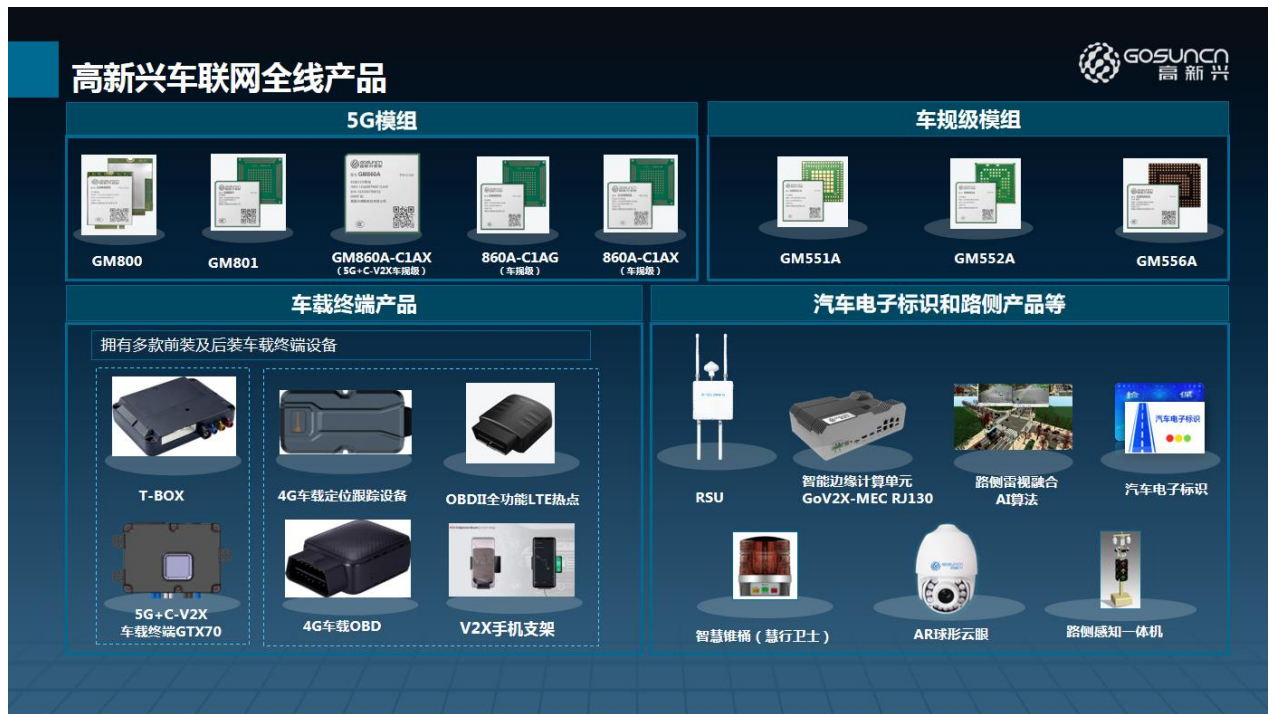 高新兴车联网全线产品
GOSUNCN
高新兴
5G模组
GM860A
GM800
GM801
GM860A-C1AX
（5G+C-V2X车规级）
860A-C1AG
（车规级）
860A-C1AX
（车规级）
车规级模组
GM551A
GM552A
GM556A
车载终端产品
拥有多款前装及后装车载终端设备
T-BOX
4G车载定位跟踪设备
OBDII全功能LTE热点
5G+C-V2X
车载终端GTX70
4G车载OBD
V2X手机支架
汽车电子标识和路侧产品等
检 保
汽车电子标识
RSU
智能边缘计算单元
GoV2X-MEC RJ130
路侧雷视融合
AI算法
汽车电子标识
智慧锥桶（慧行卫士）
AR球形云眼
路侧感知一体机